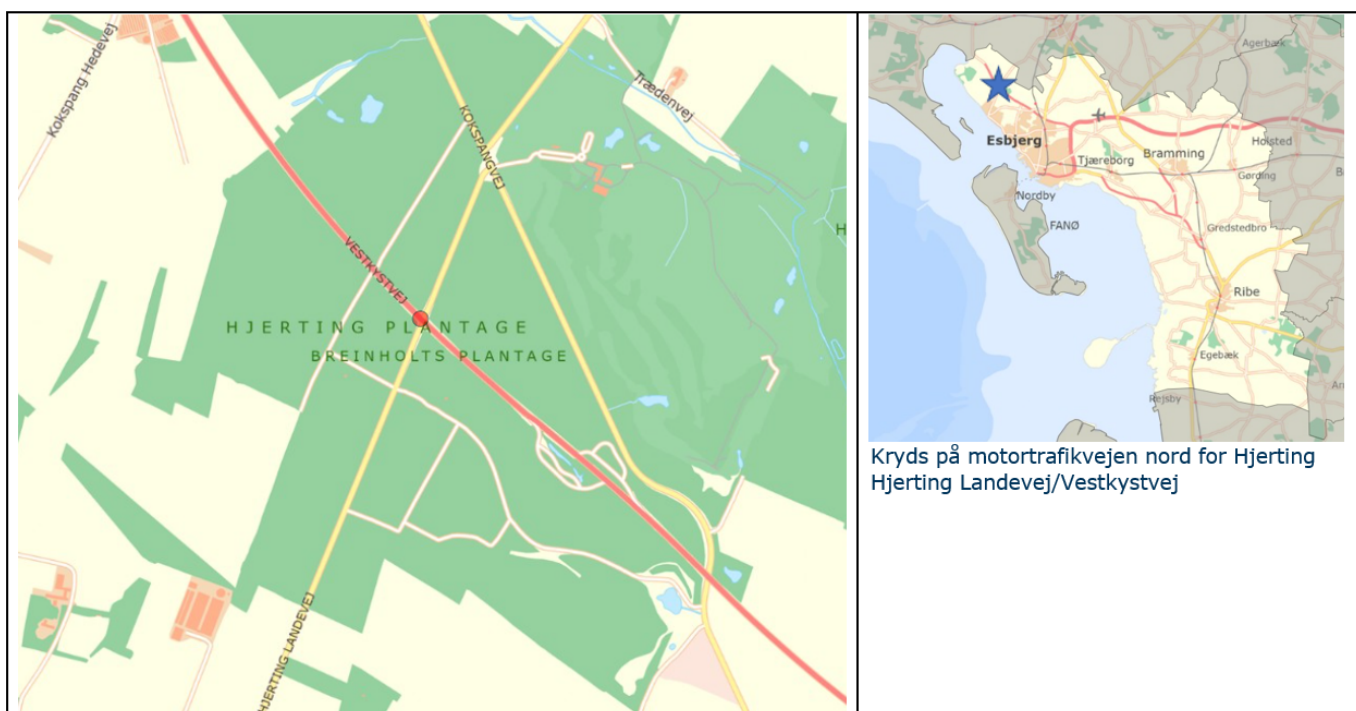 Kokspang Hedevej
KOKSPANGVEJ
Trædenvej
VESTKYSTVEJ
HJERTING PLANTAGE
BREINHOLTS PLANTAGE
HJERTING LANDEVEJ
H
Agerbæk
Esbjerg
Holsted
Tjæreborg
Bramming
Gørding
Nordby
FANØ
Gredstedbro
Ribe
Egebæk
Rejsby
Kryds på motortrafikvejen nord for Hjerting
Hjerting Landevej/Vestkystvej